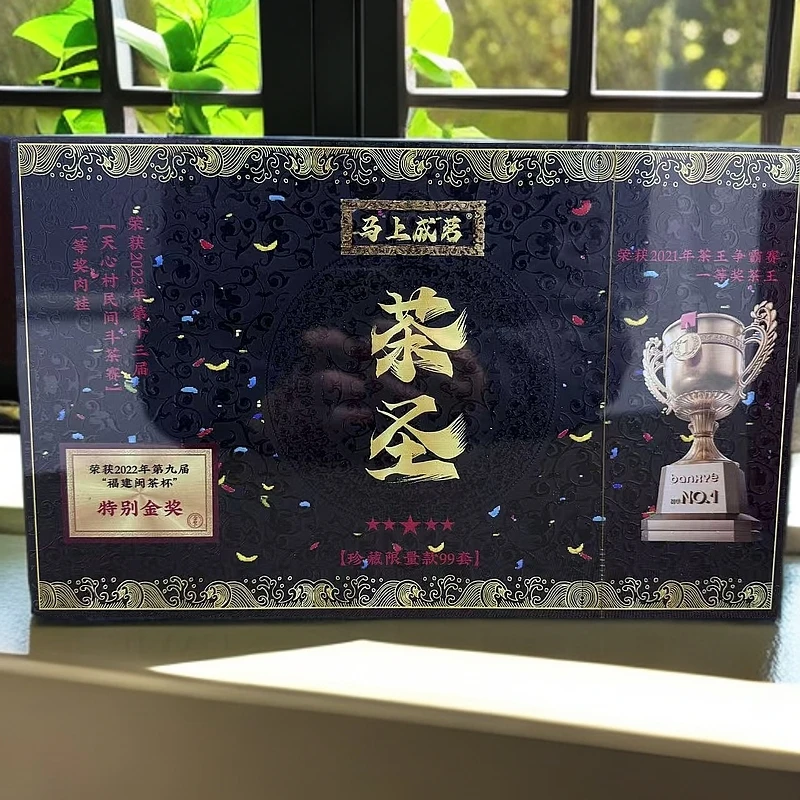 马上成茗
茶圣
★★★★★
【珍藏限量款99套】
荣获2023年第十三届
【天心村民间斗茶赛】
一等奖肉桂
荣获2022年第九届
“福建闽茶杯”
特别金奖
荣获2021年茶王争霸赛
一等奖茶王
NO.1